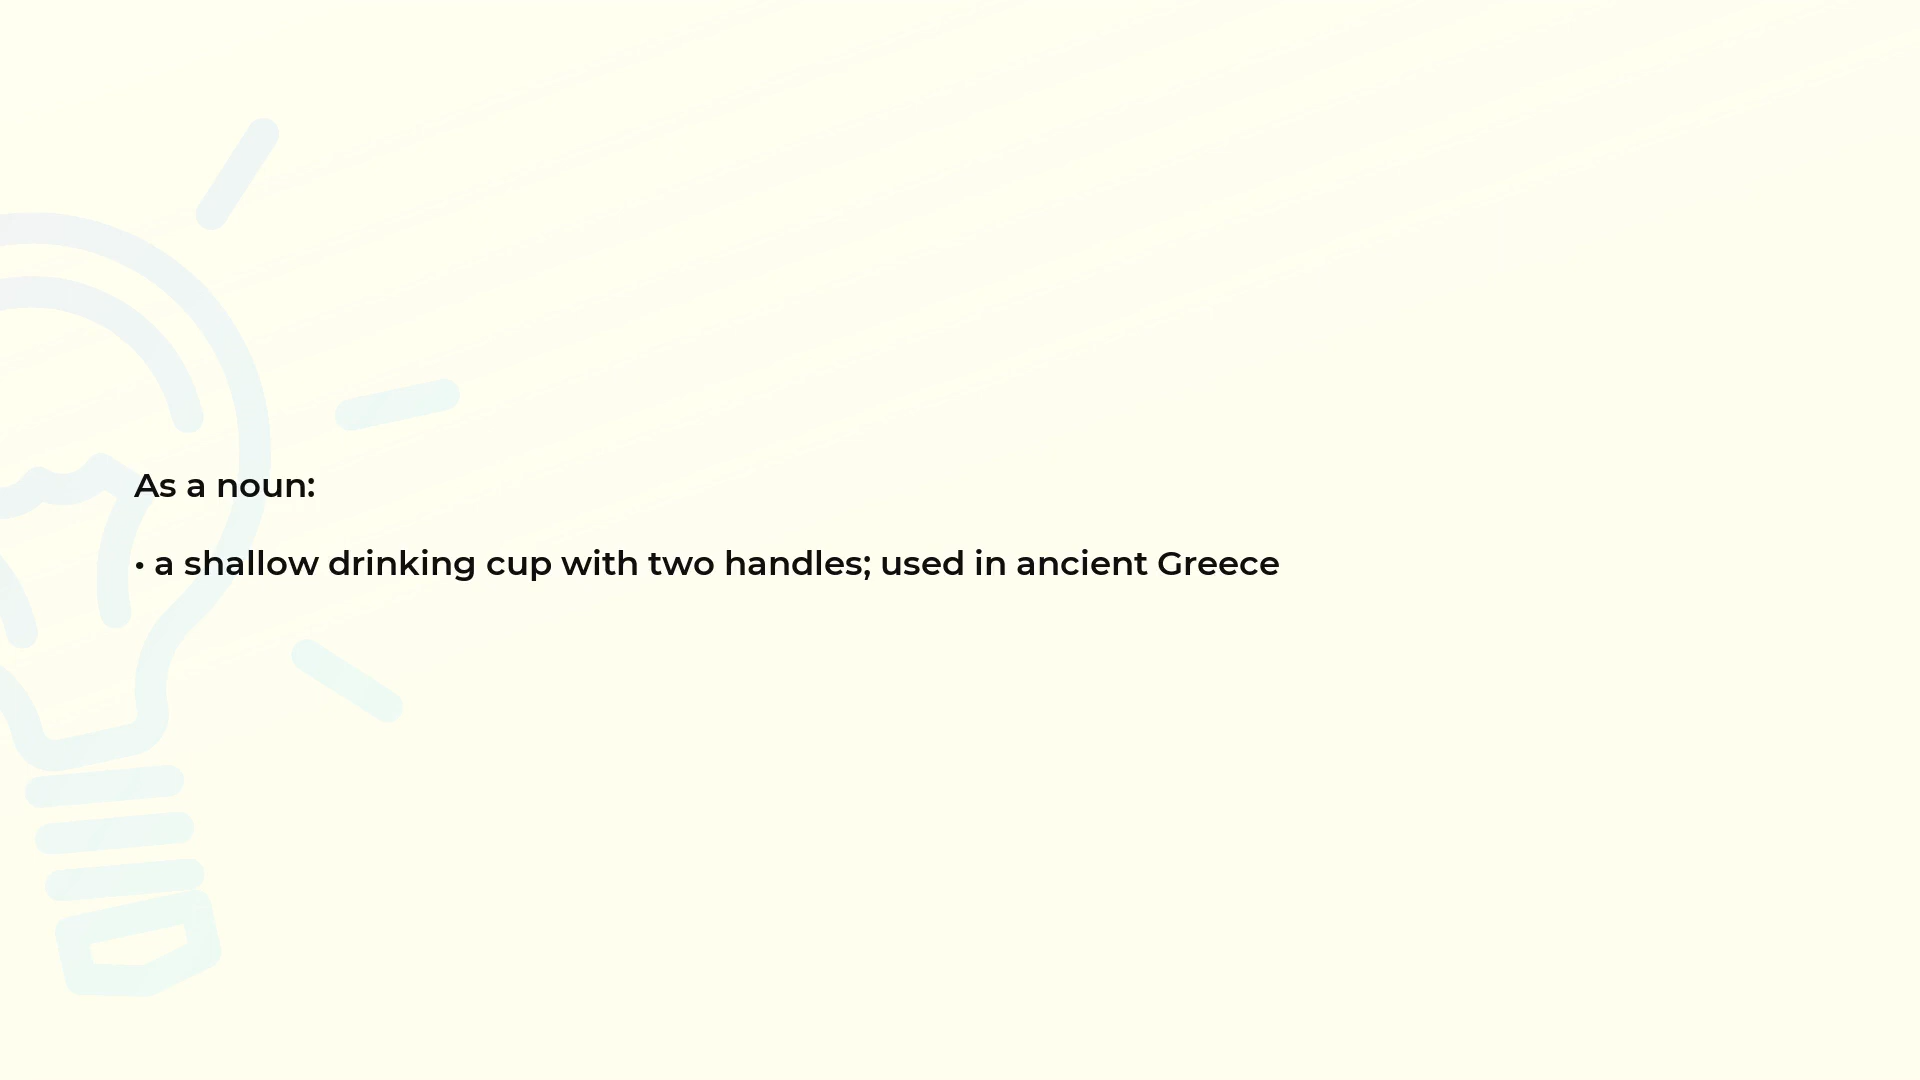 As a noun:
• a shallow drinking cup with two handles; used in ancient Greece